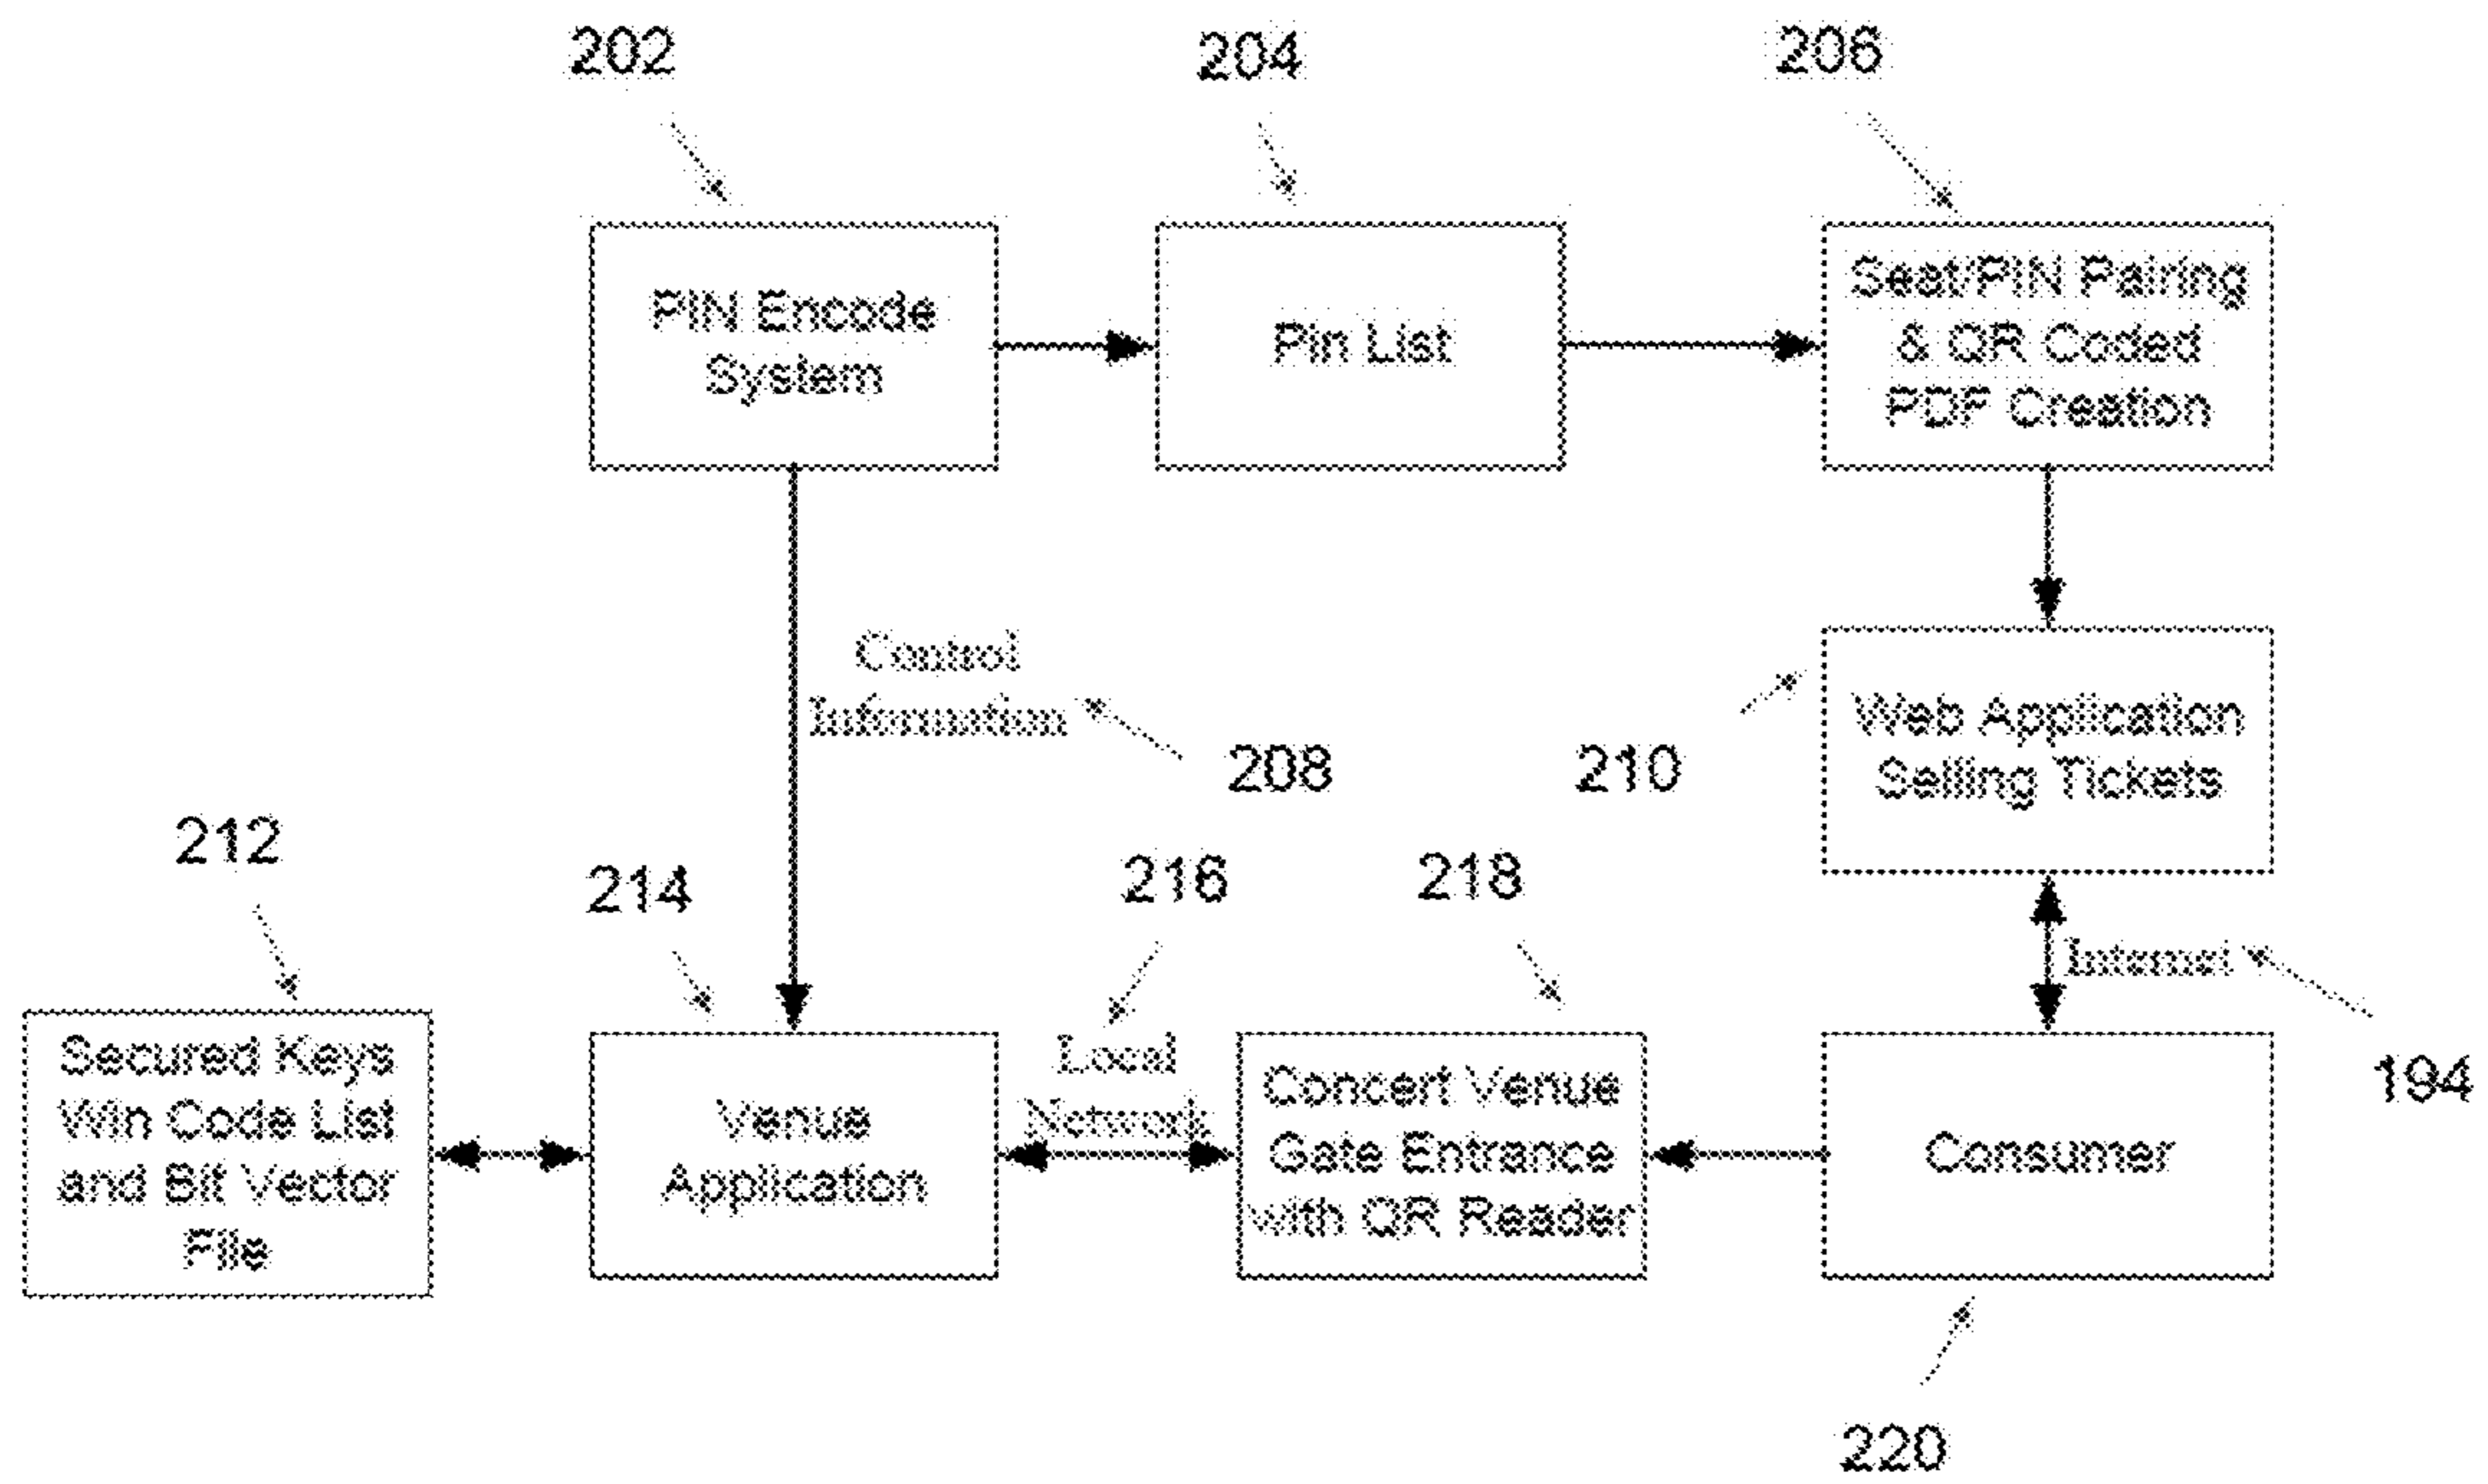 202
204
206
PIN Encode
System
Pin List
Seat/PIN Pairing
& QR Coded
PDF Creation
Control
Information
208
210
Web Application
Selling Tickets
212
214
216
218
Internet
194
Secured Keys
Win Code List
and Bit Vector
File
Venue
Application
Local
Network
Concert Venue
Gate Entrance
with QR Reader
Consumer
220